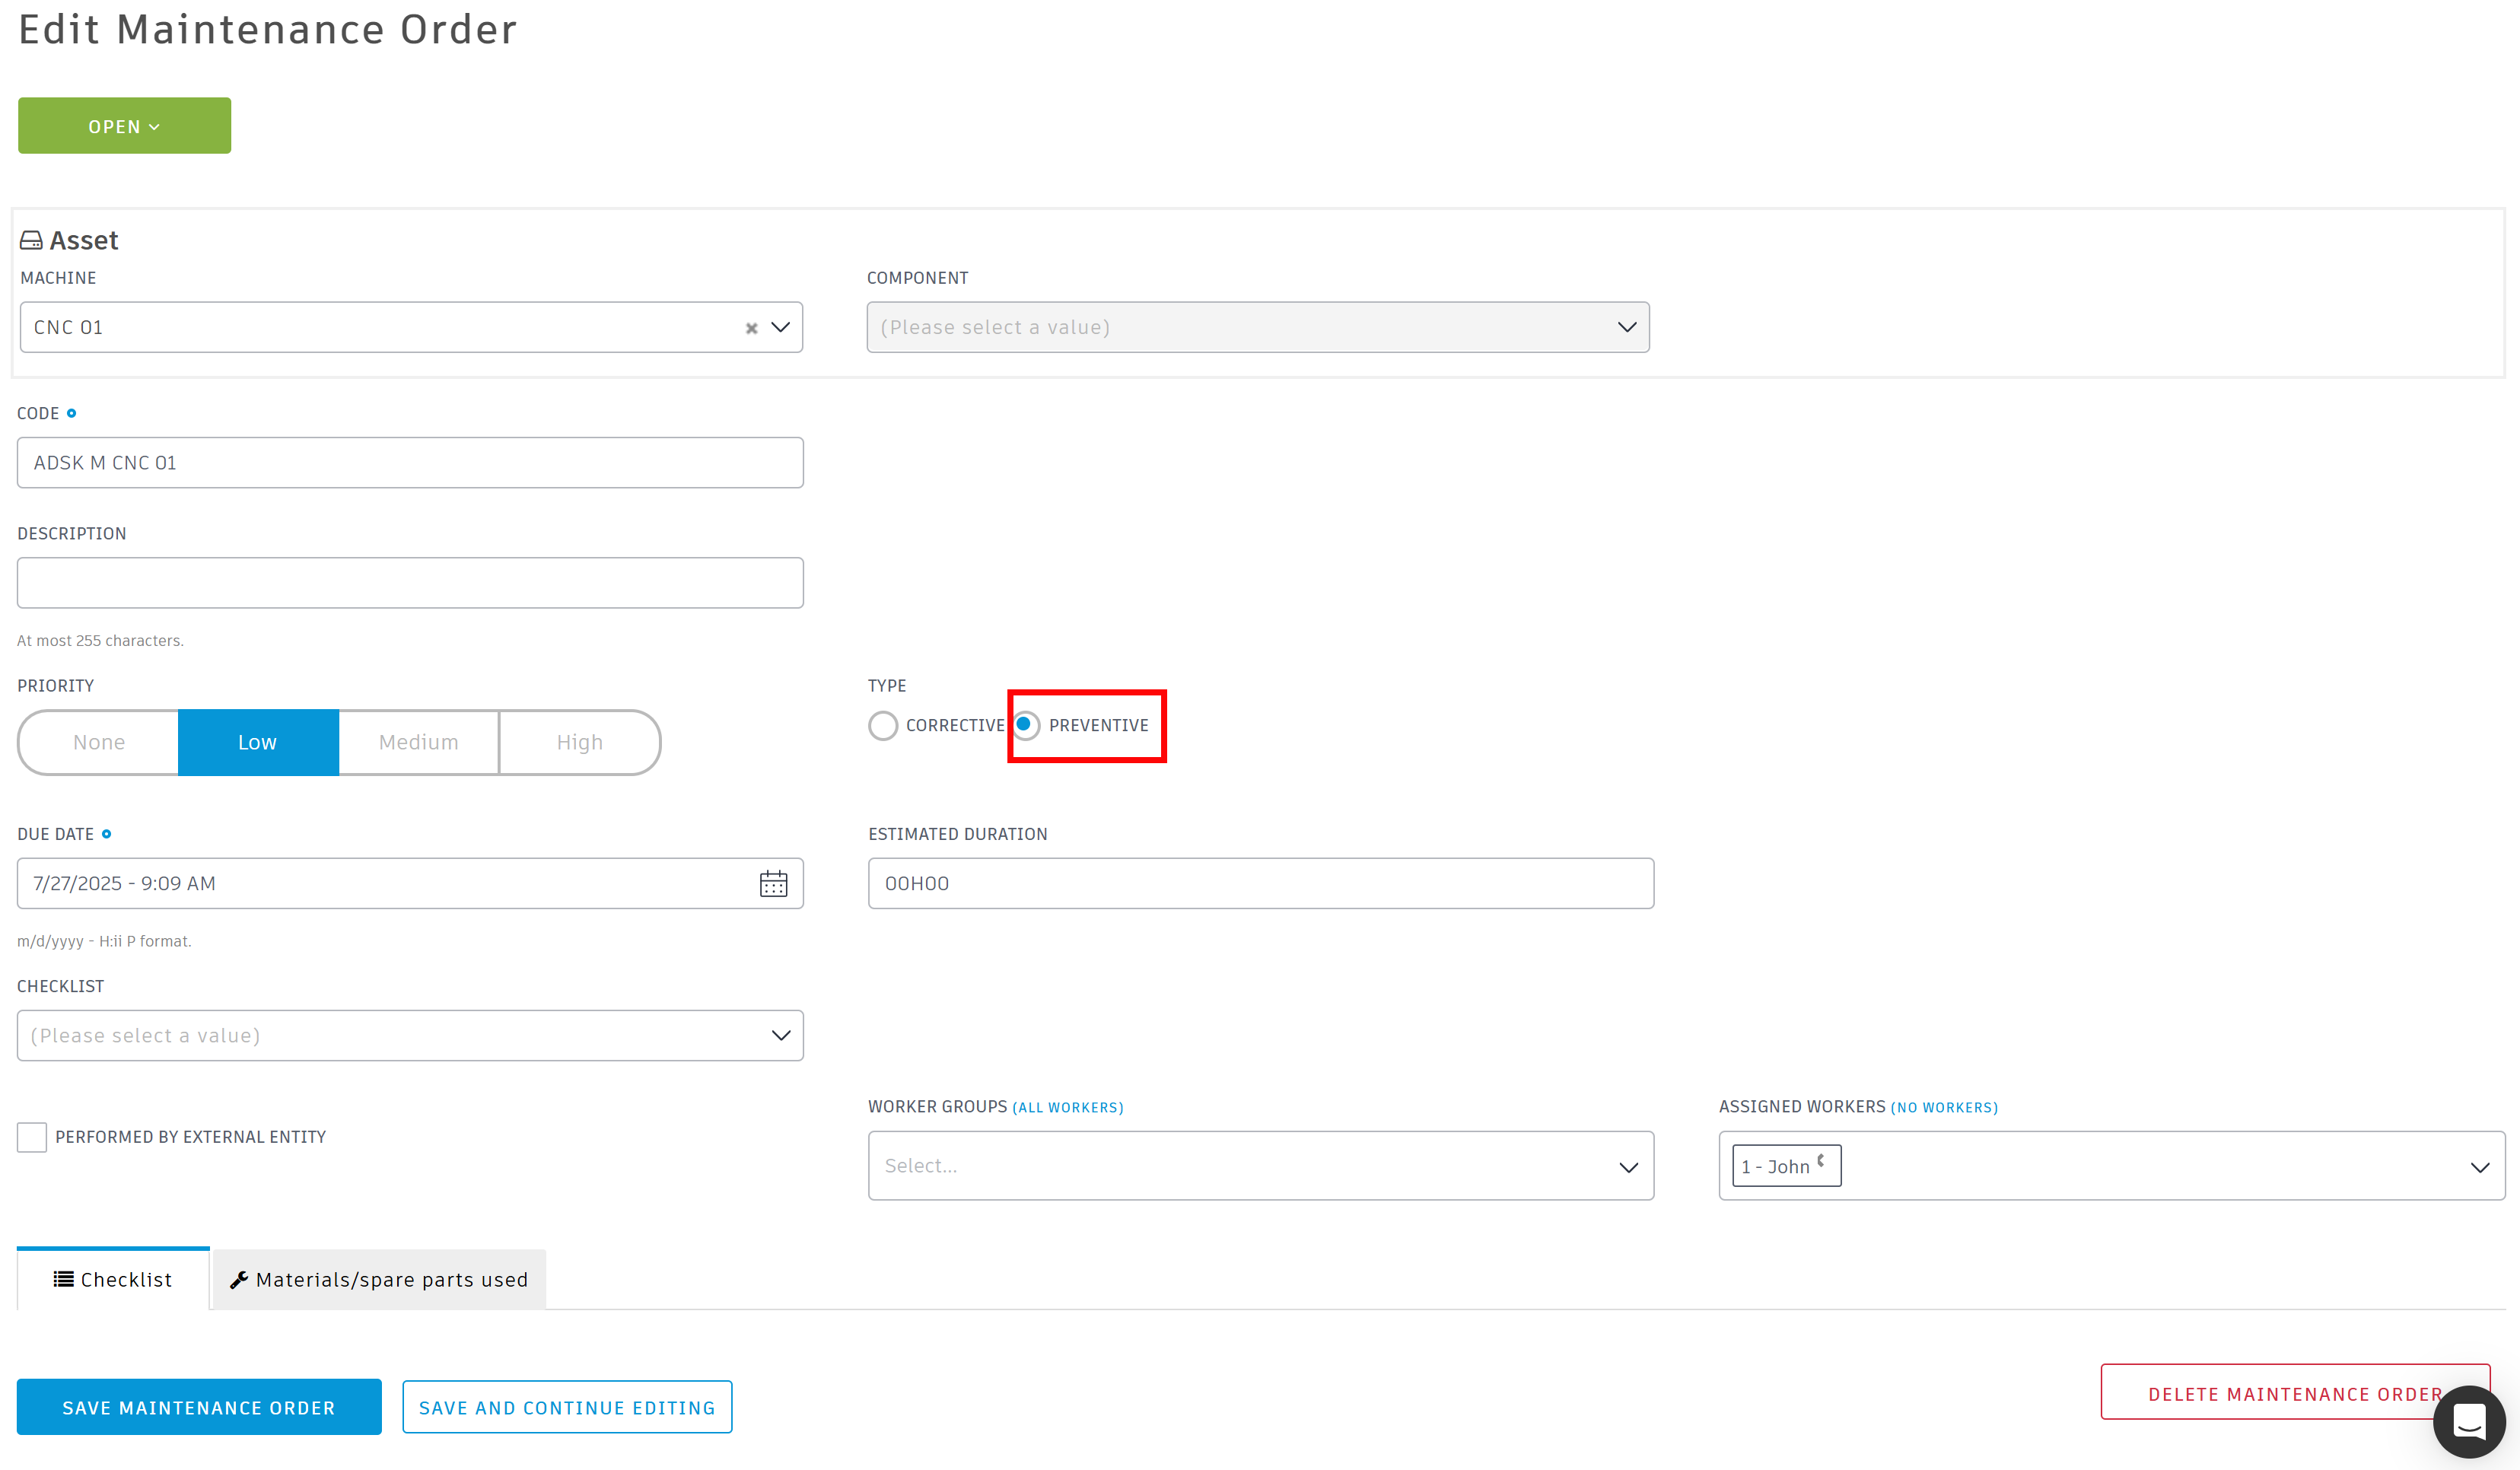 Edit Maintenance Order
OPEN
Asset
MACHINE
COMPONENT
CNC 01
(Please select a value)
CODE
ADSK M CNC 01
DESCRIPTION
At most 255 characters.
PRIORITY
TYPE
None
Low
Medium
High
CORRECTIVE
PREVENTIVE
DUE DATE
ESTIMATED DURATION
7/27/2025 - 9:09 AM
00H00
m/d/yyyy - H:ii P format.
CHECKLIST
(Please select a value)
PERFORMED BY EXTERNAL ENTITY
WORKER GROUPS (ALL WORKERS)
ASSIGNED WORKERS (NO WORKERS)
Select...
1 - John
Checklist
Materials/spare parts used
SAVE MAINTENANCE ORDER
SAVE AND CONTINUE EDITING
DELETE MAINTENANCE ORDER